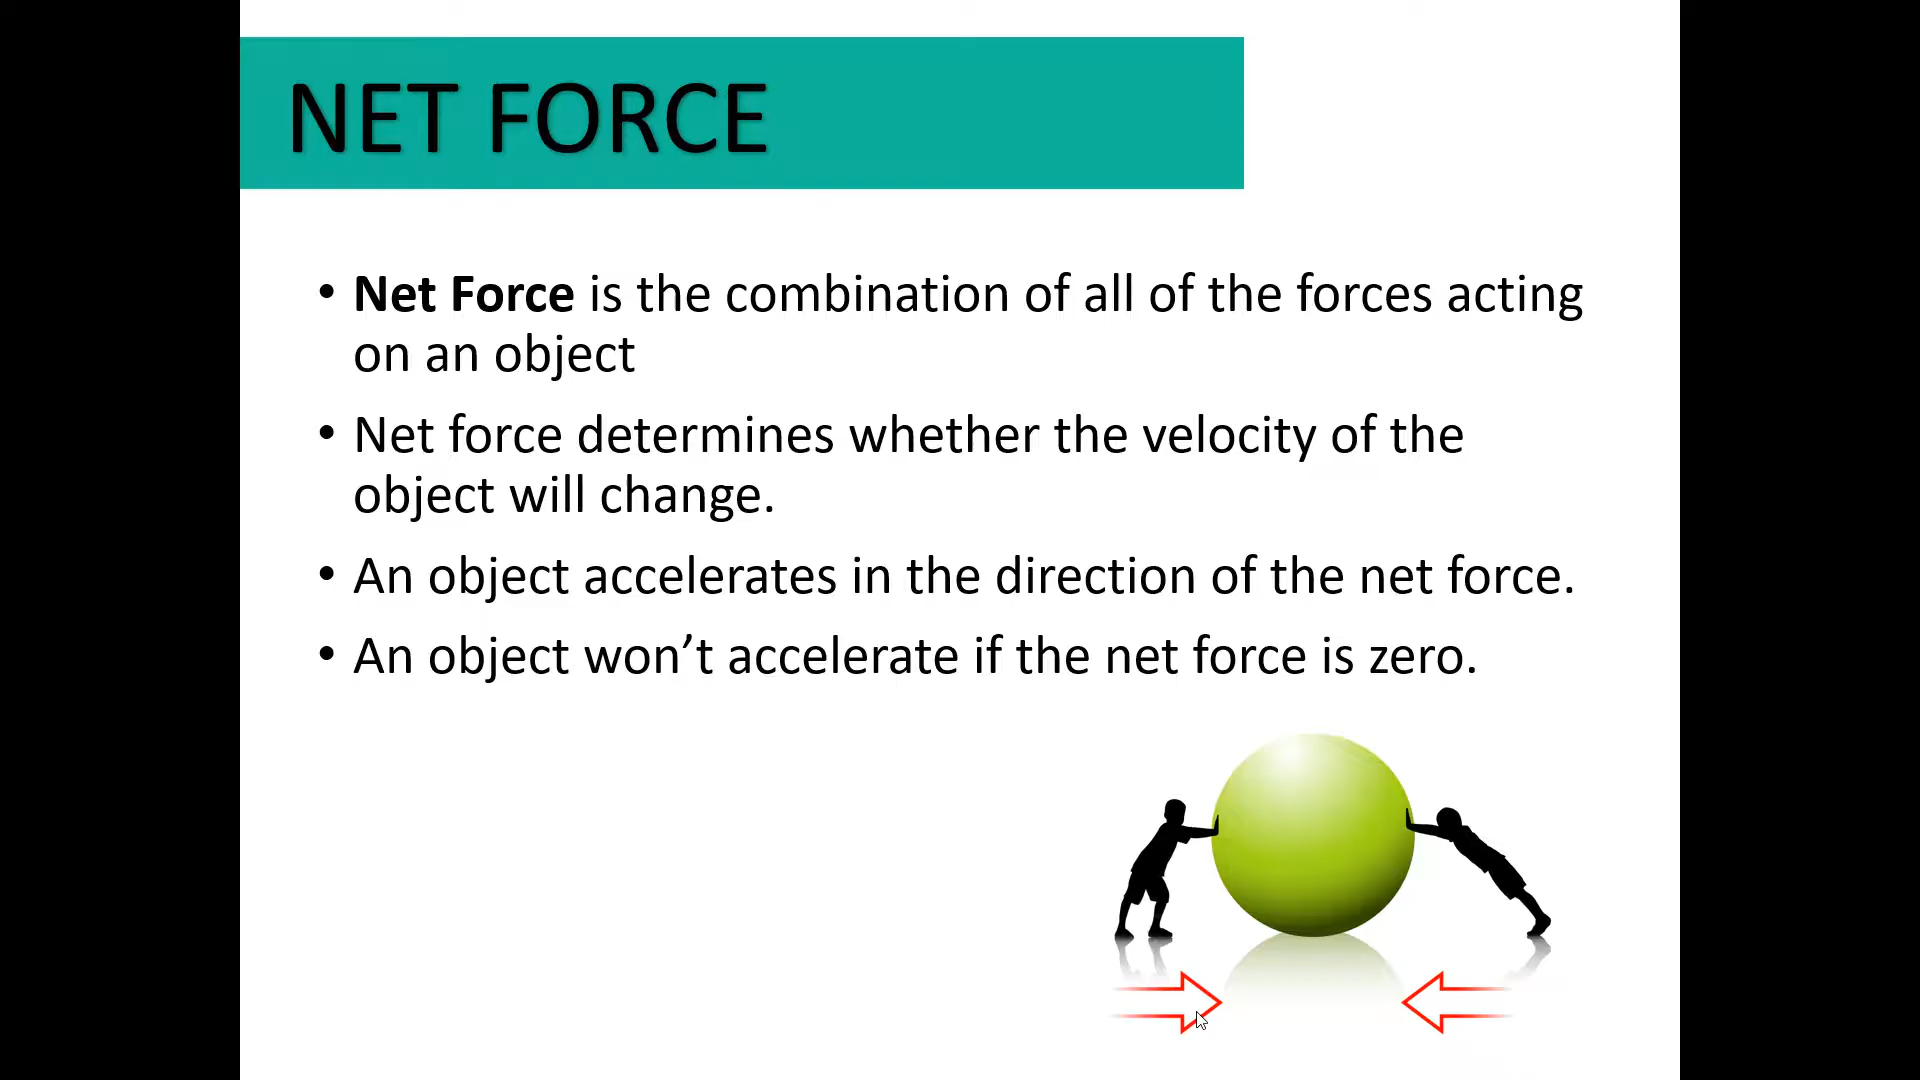 NET FORCE
• Net Force is the combination of all of the forces acting
on an object
• Net force determines whether the velocity of the
object will change.
• An object accelerates in the direction of the net force.
• An object won’t accelerate if the net force is zero.